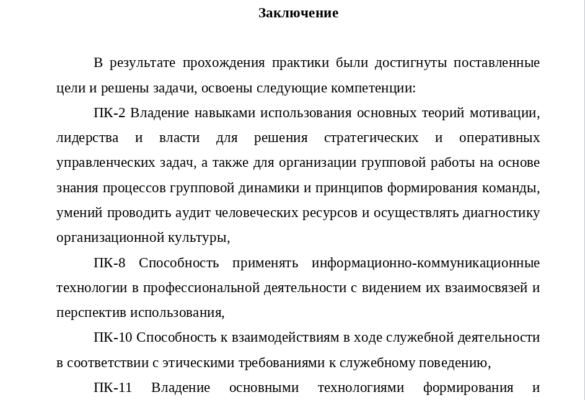 Заключение
В результате прохождения практики были достигнуты поставленные
цели и решены задачи, освоены следующие компетенции:
ПК-2 Владение навыками использования основных теорий мотивации,
лидерства и власти для решения стратегических и оперативных
управленческих задач, а также для организации групповой работы на основе
знания процессов групповой динамики и принципов формирования команды,
умений проводить аудит человеческих ресурсов и осуществлять диагностику
организационной культуры,
ПК-8 Способность применять информационно-коммуникационные
технологии в профессиональной деятельности с видением их взаимосвязей и
перспектив использования,
ПК-10 Способность к взаимодействиям в ходе служебной деятельности
в соответствии с этическими требованиями к служебному поведению,
ПК-11 Владение основными технологиями формирования и